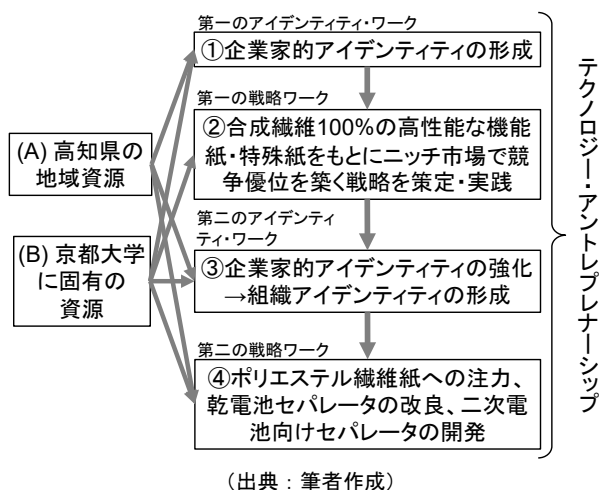 第一のアイデンティティ・ワーク
①企業家的アイデンティティの形成
第一の戦略ワーク
②合成繊維100%の高性能な機能
紙・特殊紙をもとにニッチ市場で競
争優位を築く戦略を策定・実践
(A) 高知県の
地域資源
(B) 京都大学
に固有の
資源
第二のアイデンティ
ティ・ワーク
③企業家的アイデンティティの強化
→組織アイデンティティの形成
第二の戦略ワーク
④ポリエステル繊維紙への注力、
乾電池セパレータの改良、二次電
池向けセパレータの開発
テクノロジー・アントレプレナーシップ
（出典：筆者作成）